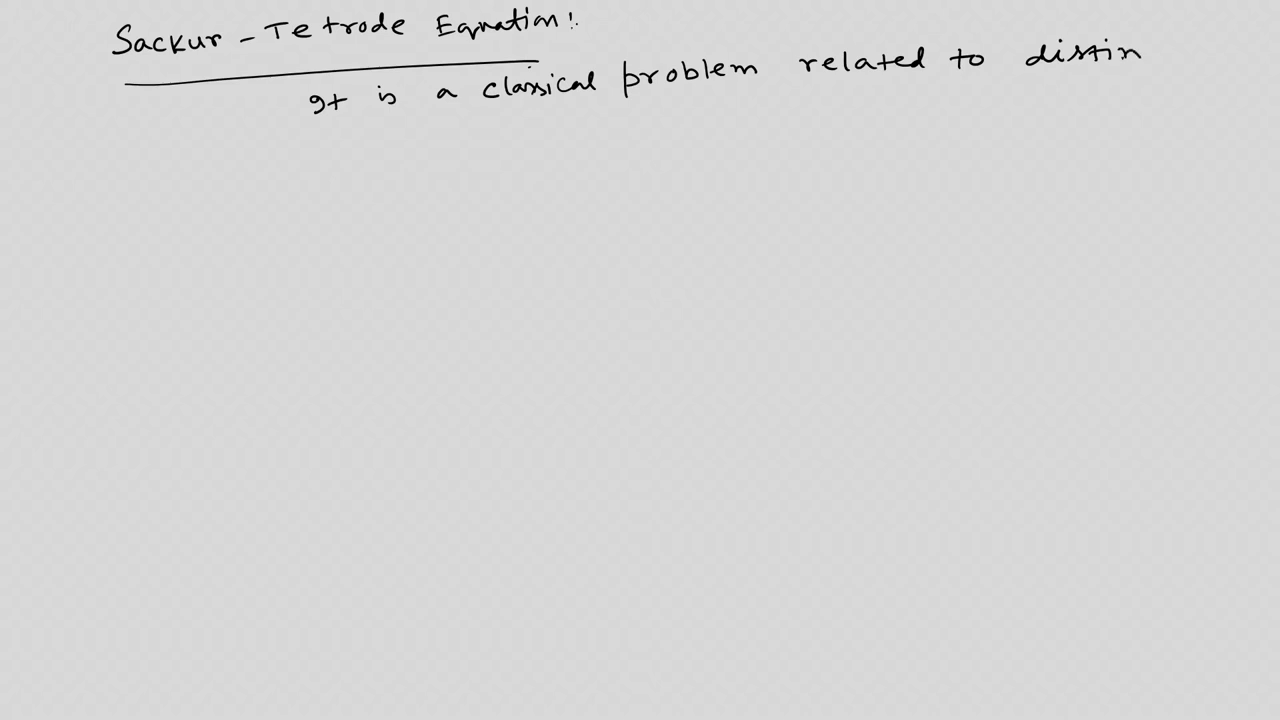 Sackur-Tetrode Equation:
It is a classical problem related to distin